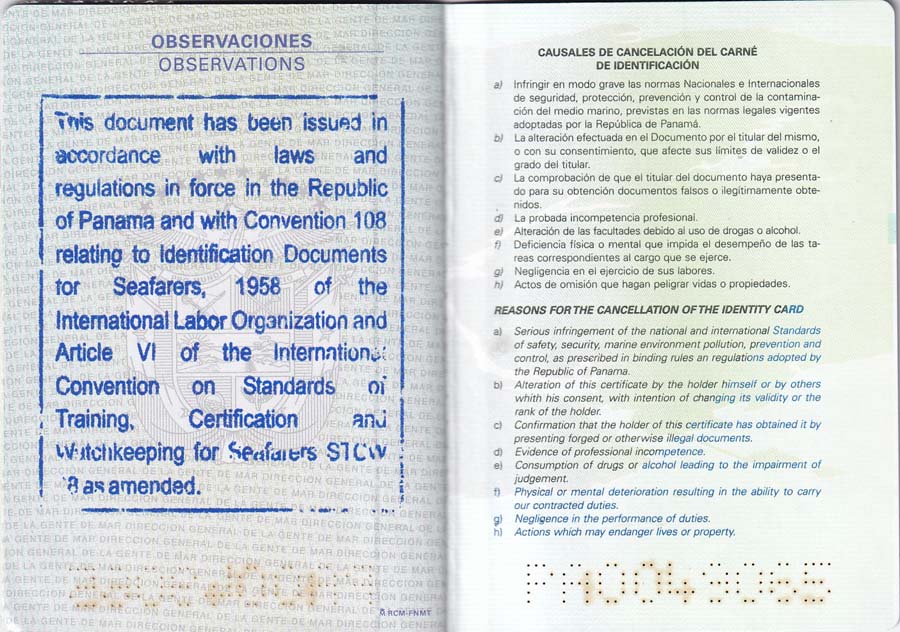 OBSERVACIONES
OBSERVATIONS
This document has been issued in
accordance with laws and
regulations in force in the Republic
of Panama and with Convention 108
relating to Identification Documents
for Seafarers, 1958 of the
International Labor Organization and
Article VI of the International
Convention on Standards of
Training, Certification and
Watchkeeping for Seafarers STCW
78 as amended.
RCM-FNMT
CAUSALES DE CANCELACIÓN DEL CARNÉ
DE IDENTIFICACIÓN
a) Infringir en modo grave las normas Nacionales e Internacionales
de seguridad, protección, prevención y control de la contamina-
ción del medio marino, previstas en las normas legales vigentes
adoptadas por la República de Panamá.
b) La alteración efectuada en el Documento por el titular del mismo,
o con su consentimiento, que afecte sus límites de validez o el
grado del titular.
c) La comprobación de que el titular del documento haya presenta-
do para su obtención documentos falsos o ilegitimamente obte-
nidos.
d) La probada incompetencia profesional.
e) Alteración de las facultades debido al uso de drogas o alcohol.
f) Deficiencia física o mental que impida el desempeño de las ta-
reas correspondientes al cargo que se ejerce.
g) Negligencia en el ejercicio de sus labores.
h) Actos de omisión que hagan peligrar vidas o propiedades.
REASONS FOR THE CANCELLATION OF THE IDENTITY CARD
a) Serious infringement of the national and international Standards
of safety, security, marine environment pollution, prevention and
control, as prescribed in binding rules an regulations adopted by
the Republic of Panama.
b) Alteration of this certificate by the holder himself or by others
whith his consent, with intention of changing its validity or the
rank of the holder.
c) Confirmation that the holder of this certificate has obtained it by
presenting forged or otherwise illegal documents.
d) Evidence of professional incompetence.
e) Consumption of drugs or alcohol leading to the impairment of
judgement.
f) Physical or mental deterioration resulting in the ability to carry
our contracted duties.
g) Negligence in the performance of duties.
h) Actions which may endanger lives or property.
PA10049065